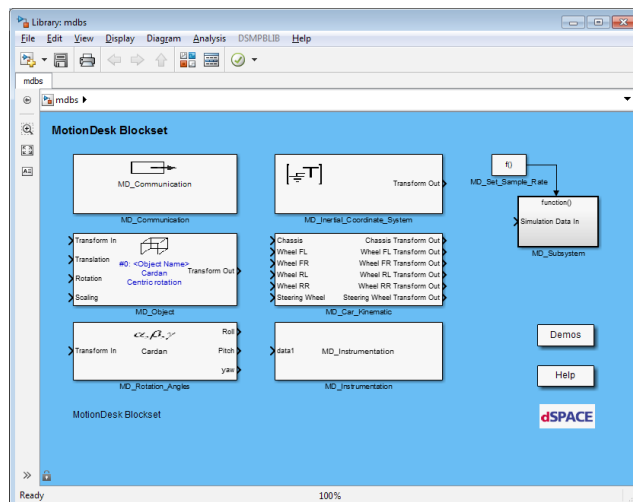 Library: mdbs
File Edit View Display Diagram Analysis DSMPBLIB Help
mdbs
mdbs
MotionDesk Blockset
MD_Communication
MD_Communication
Transform Out
MD_Inertial_Coordinate_System
f()
MD_Set_Sample_Rate
function()
Simulation Data In
MD_Subsystem
Transform In
Translation
Rotation
Scaling
#0: <Object Name>
Cardan
Centric rotation
Transform Out
MD_Object
Chassis
Wheel FL
Wheel FR
Wheel RL
Wheel RR
Steering Wheel
Chassis Transform Out
Wheel FL Transform Out
Wheel FR Transform Out
Wheel RL Transform Out
Wheel RR Transform Out
Steering Wheel Transform Out
MD_Car_Kinematic
Transform In
α,β,γ
Cardan
Roll
Pitch
yaw
MD_Rotation_Angles
data1
MD_Instrumentation
MD_Instrumentation
Demos
Help
dSPACE
MotionDesk Blockset
Ready
100%